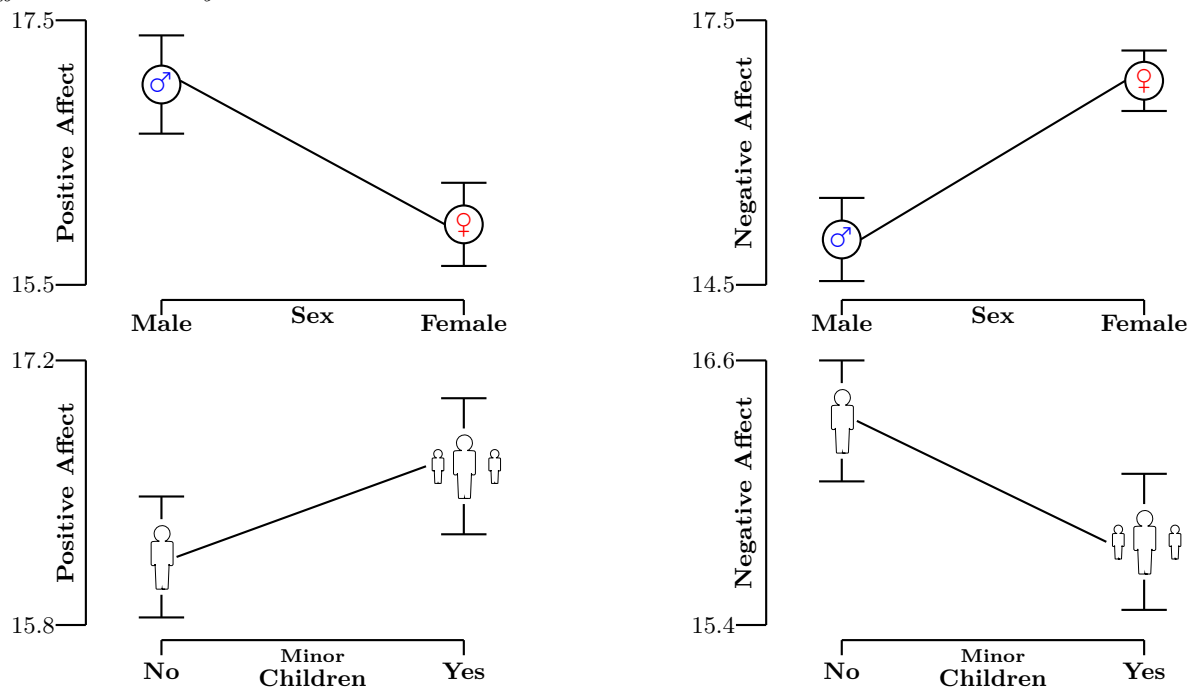 17.5
Positive Affect
15.5
Male
Sex
Female
17.5
Negative Affect
14.5
Male
Sex
Female
17.2
Positive Affect
15.8
No
Minor
Children
Yes
16.6
Negative Affect
15.4
No
Minor
Children
Yes